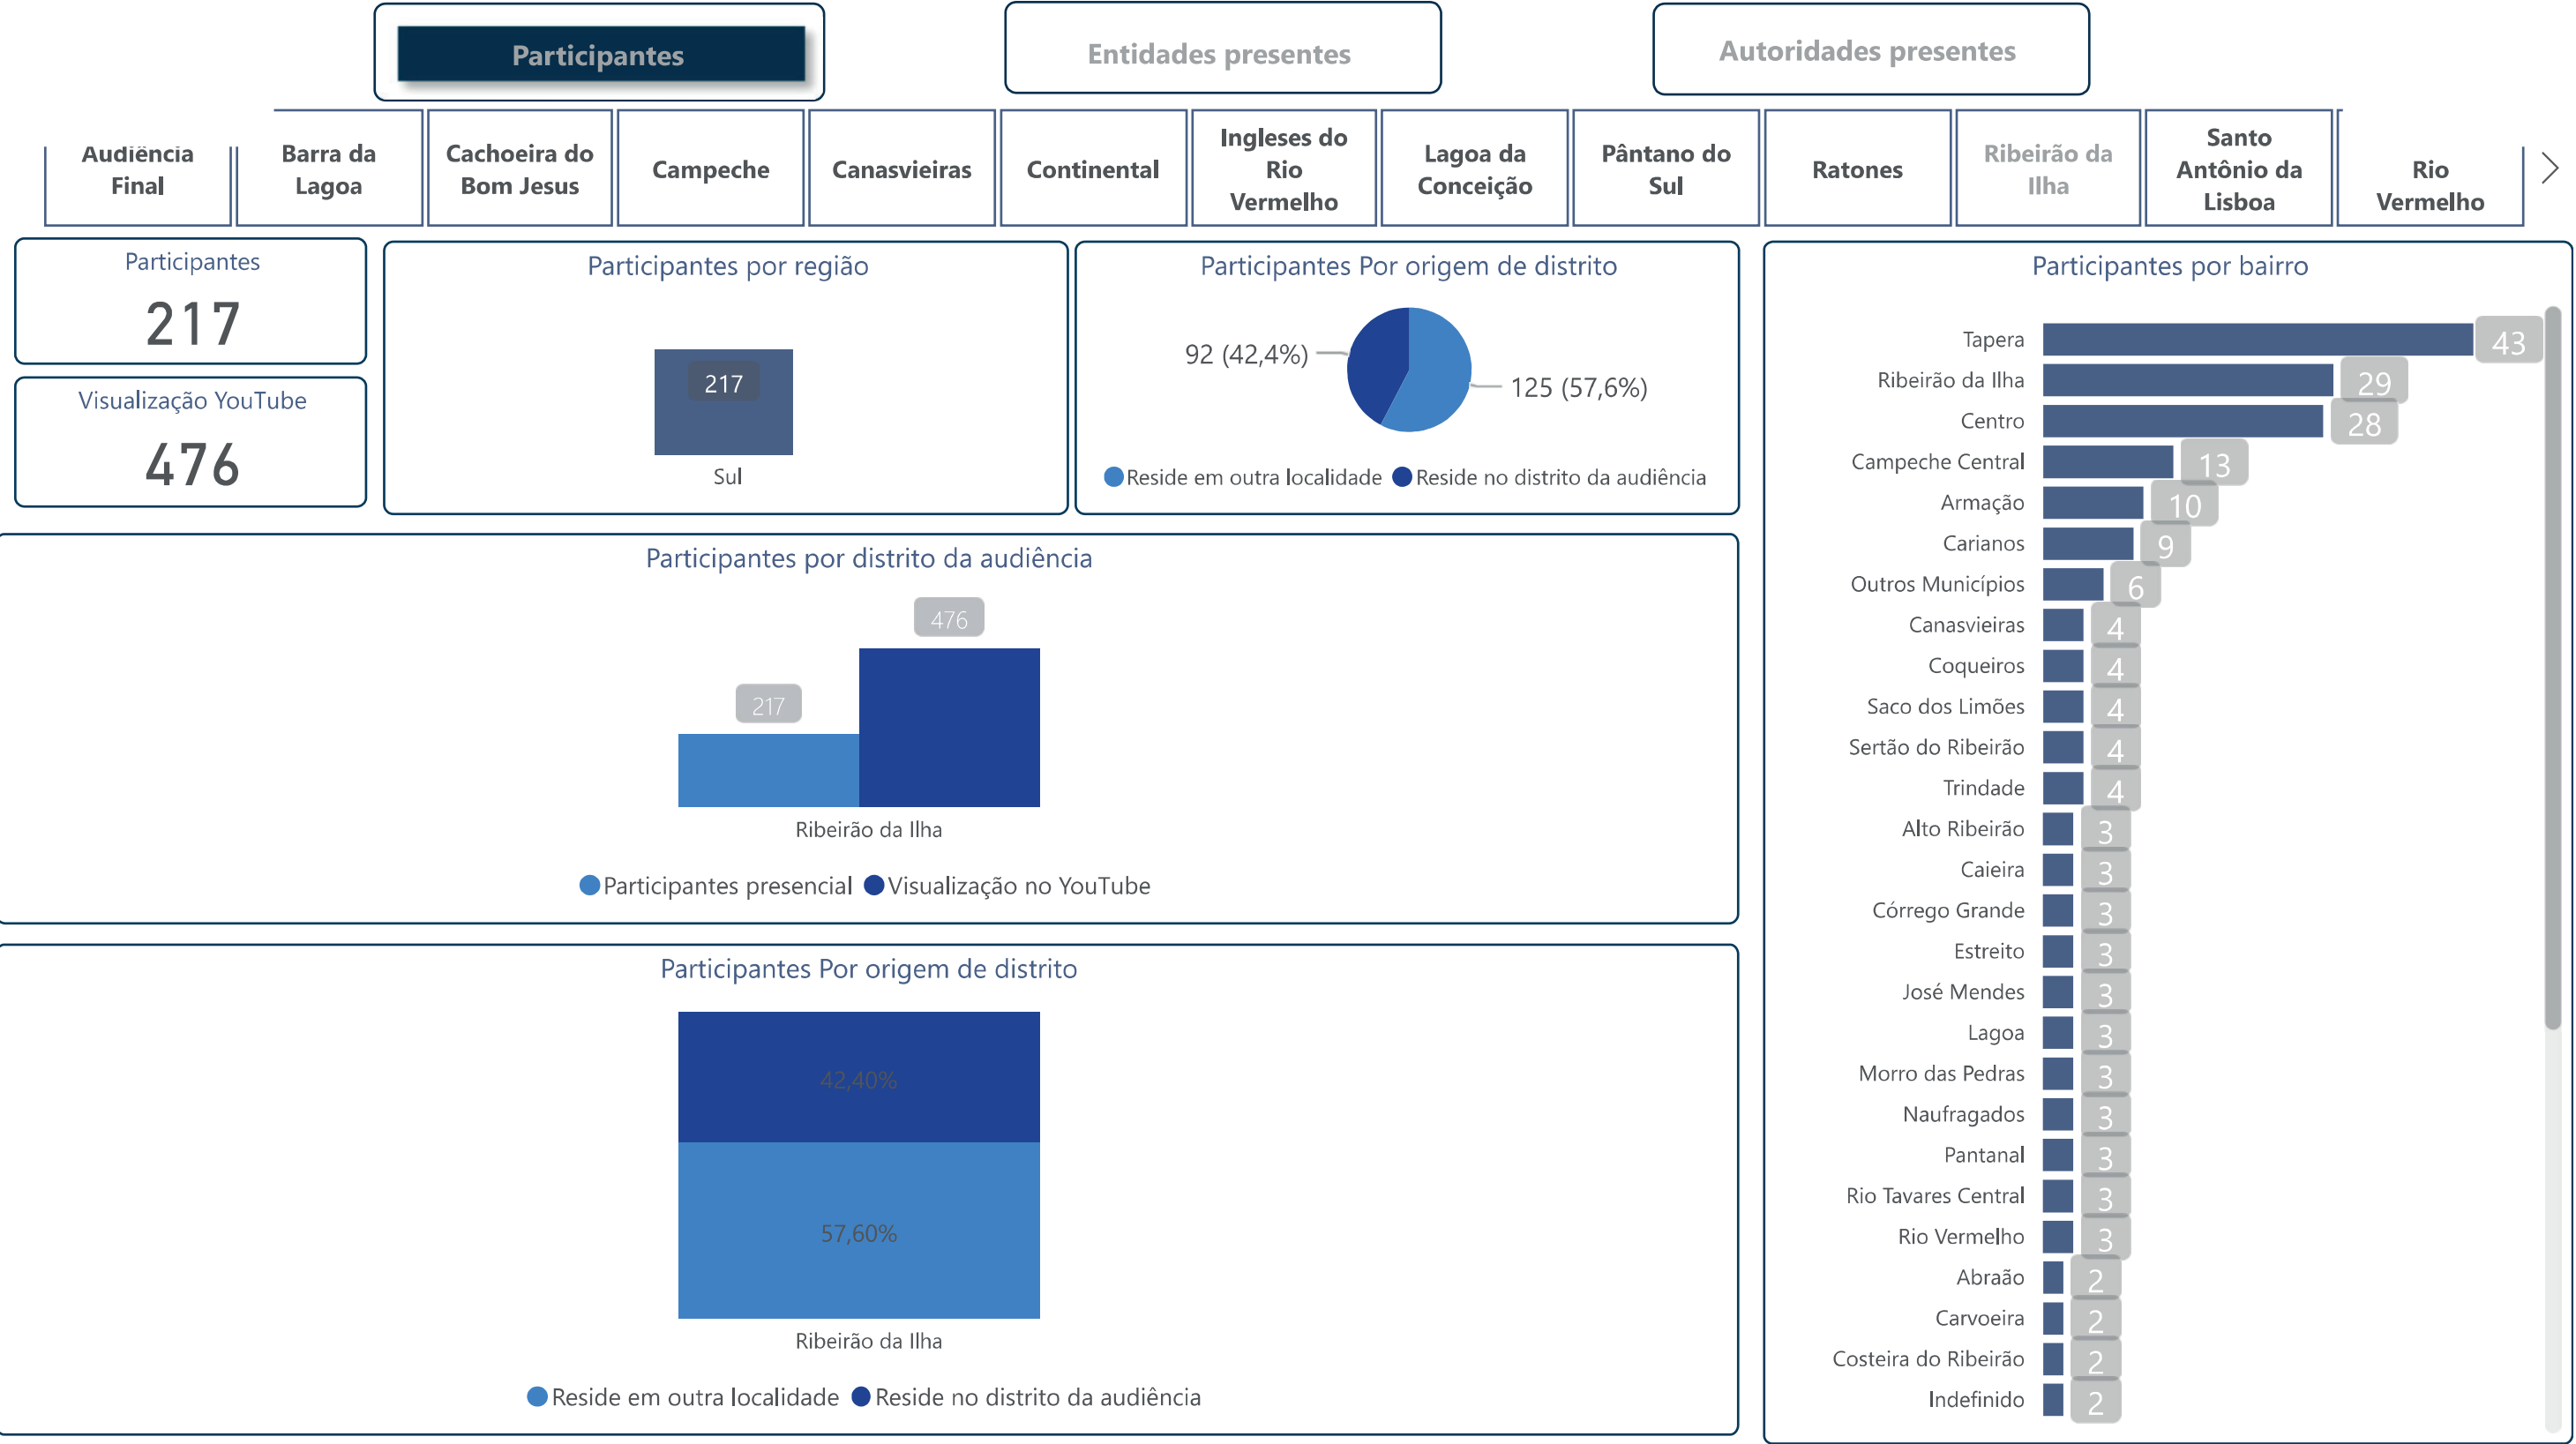 Participantes
Entidades presentes
Autoridades presentes
Audiência
Final
Barra da
Lagoa
Cachoeira do
Bom Jesus
Campeche
Canasvieiras
Continental
Ingleses do
Rio
Vermelho
Lagoa da
Conceição
Pântano do
Sul
Ratones
Ribeirão da
Ilha
Santo
Antônio da
Lisboa
Rio
Vermelho
Participantes
217
Visualização YouTube
476
Participantes por região
217
Sul
Participantes Por origem de distrito
92 (42,4%)
125 (57,6%)
Reside em outra localidade
Reside no distrito da audiência
Participantes por distrito da audiência
476
217
Ribeirão da Ilha
Participantes presencial
Visualização no YouTube
Participantes Por origem de distrito
42,40%
57,60%
Ribeirão da Ilha
Reside em outra localidade
Reside no distrito da audiência
Participantes por bairro
Tapera 43
Ribeirão da Ilha 29
Centro 28
Campeche Central 13
Armação 10
Carianos 9
Outros Municípios 6
Canasvieiras 4
Coqueiros 4
Saco dos Limões 4
Sertão do Ribeirão 4
Trindade 4
Alto Ribeirão 3
Caieira 3
Córrego Grande 3
Estreito 3
José Mendes 3
Lagoa 3
Morro das Pedras 3
Naufragados 3
Pantanal 3
Rio Tavares Central 3
Rio Vermelho 3
Abraão 2
Carvoeira 2
Costeira do Ribeirão 2
Indefinido 2